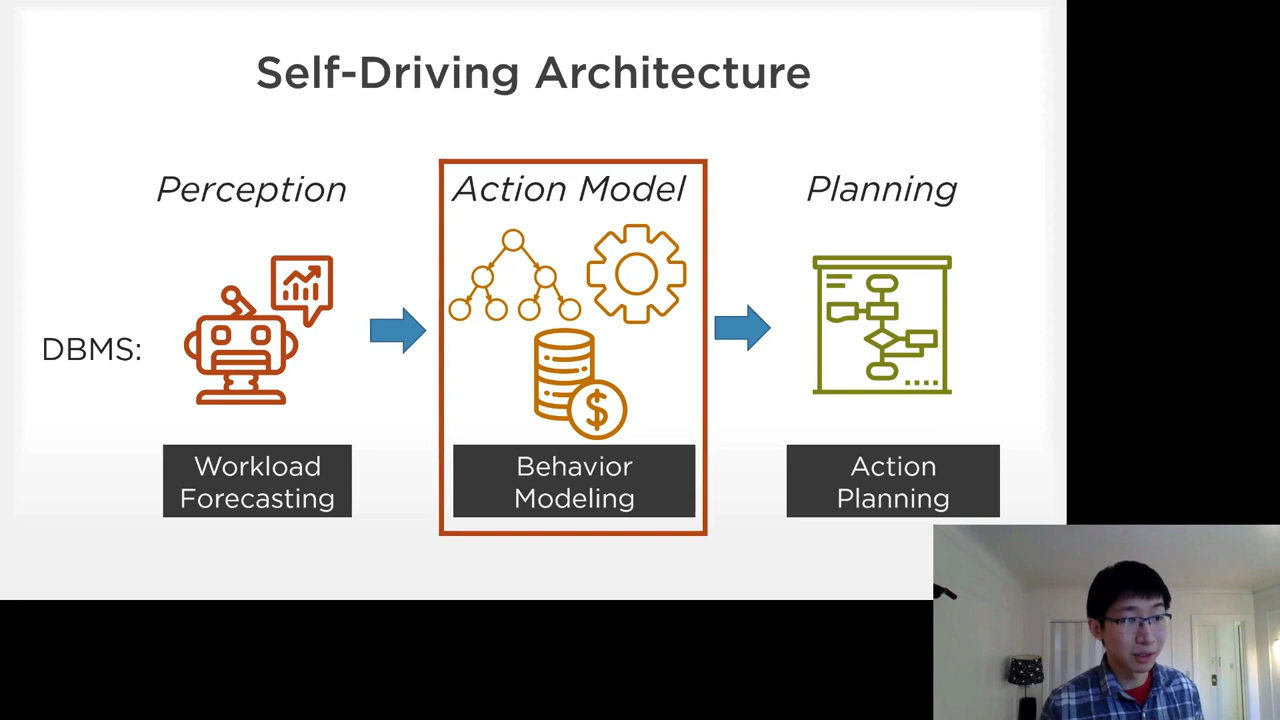 Self-Driving Architecture
Perception
Action Model
Planning
DBMS:
$
Workload
Forecasting
Behavior
Modeling
Action
Planning